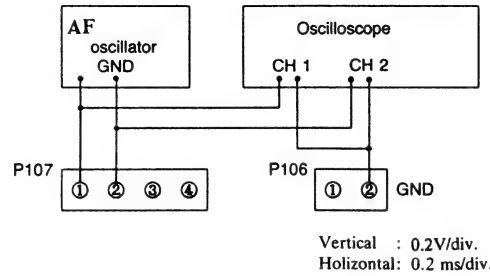 AF
oscillator
GND
Oscilloscope
CH 1 CH 2
P107
① ② ③ ④
P106
① ② GND
Vertical : 0.2V/div.
Holizontal: 0.2 ms/div.